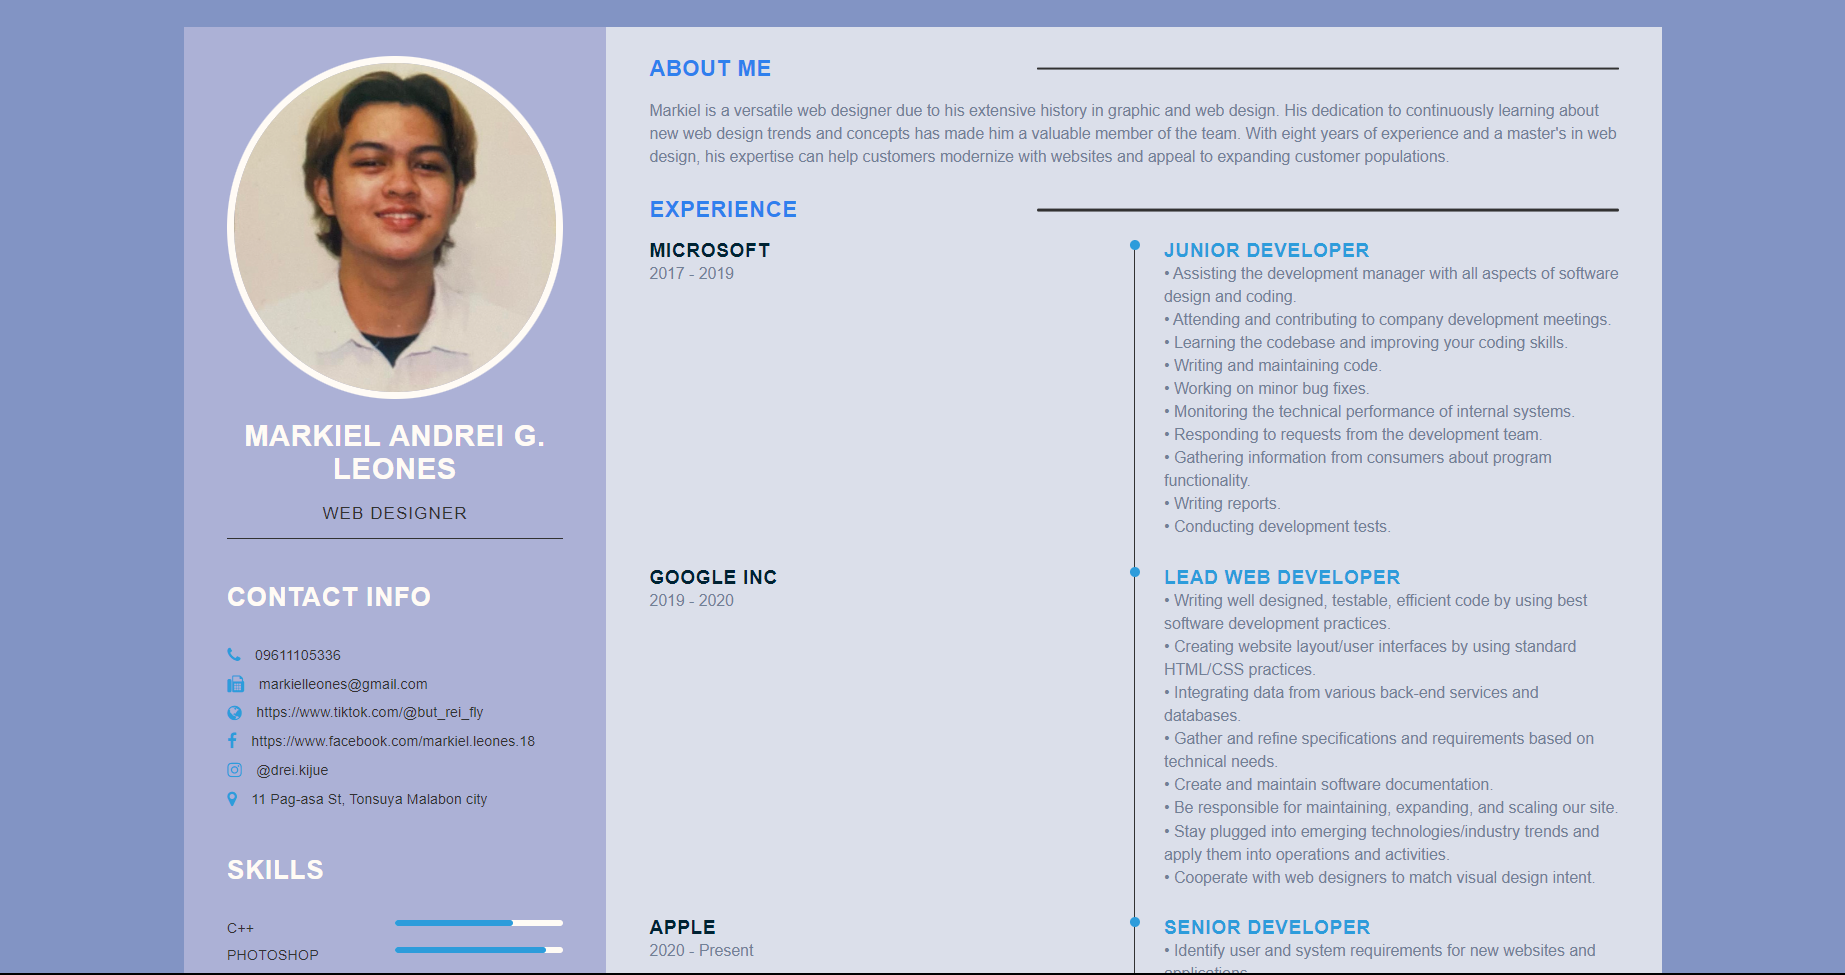 MARKIEL ANDREI G.
LEONES
WEB DESIGNER
CONTACT INFO
09611105336
markielleones@gmail.com
https://www.tiktok.com/@but_rei_fly
https://www.facebook.com/markiel.leones.18
@drei.kijue
11 Pag-asa St, Tonsuya Malabon city
SKILLS
C++
PHOTOSHOP
ABOUT ME
Markiel is a versatile web designer due to his extensive history in graphic and web design. His dedication to continuously learning about
new web design trends and concepts has made him a valuable member of the team. With eight years of experience and a master's in web
design, his expertise can help customers modernize with websites and appeal to expanding customer populations.
EXPERIENCE
MICROSOFT
2017 - 2019
JUNIOR DEVELOPER
• Assisting the development manager with all aspects of software
design and coding.
• Attending and contributing to company development meetings.
• Learning the codebase and improving your coding skills.
• Writing and maintaining code.
• Working on minor bug fixes.
• Monitoring the technical performance of internal systems.
• Responding to requests from the development team.
• Gathering information from consumers about program
functionality.
• Writing reports.
• Conducting development tests.
GOOGLE INC
2019 - 2020
LEAD WEB DEVELOPER
• Writing well designed, testable, efficient code by using best
software development practices.
• Creating website layout/user interfaces by using standard
HTML/CSS practices.
• Integrating data from various back-end services and
databases.
• Gather and refine specifications and requirements based on
technical needs.
• Create and maintain software documentation.
• Be responsible for maintaining, expanding, and scaling our site.
• Stay plugged into emerging technologies/industry trends and
apply them into operations and activities.
• Cooperate with web designers to match visual design intent.
APPLE
2020 - Present
SENIOR DEVELOPER
• Identify user and system requirements for new websites and
applications.